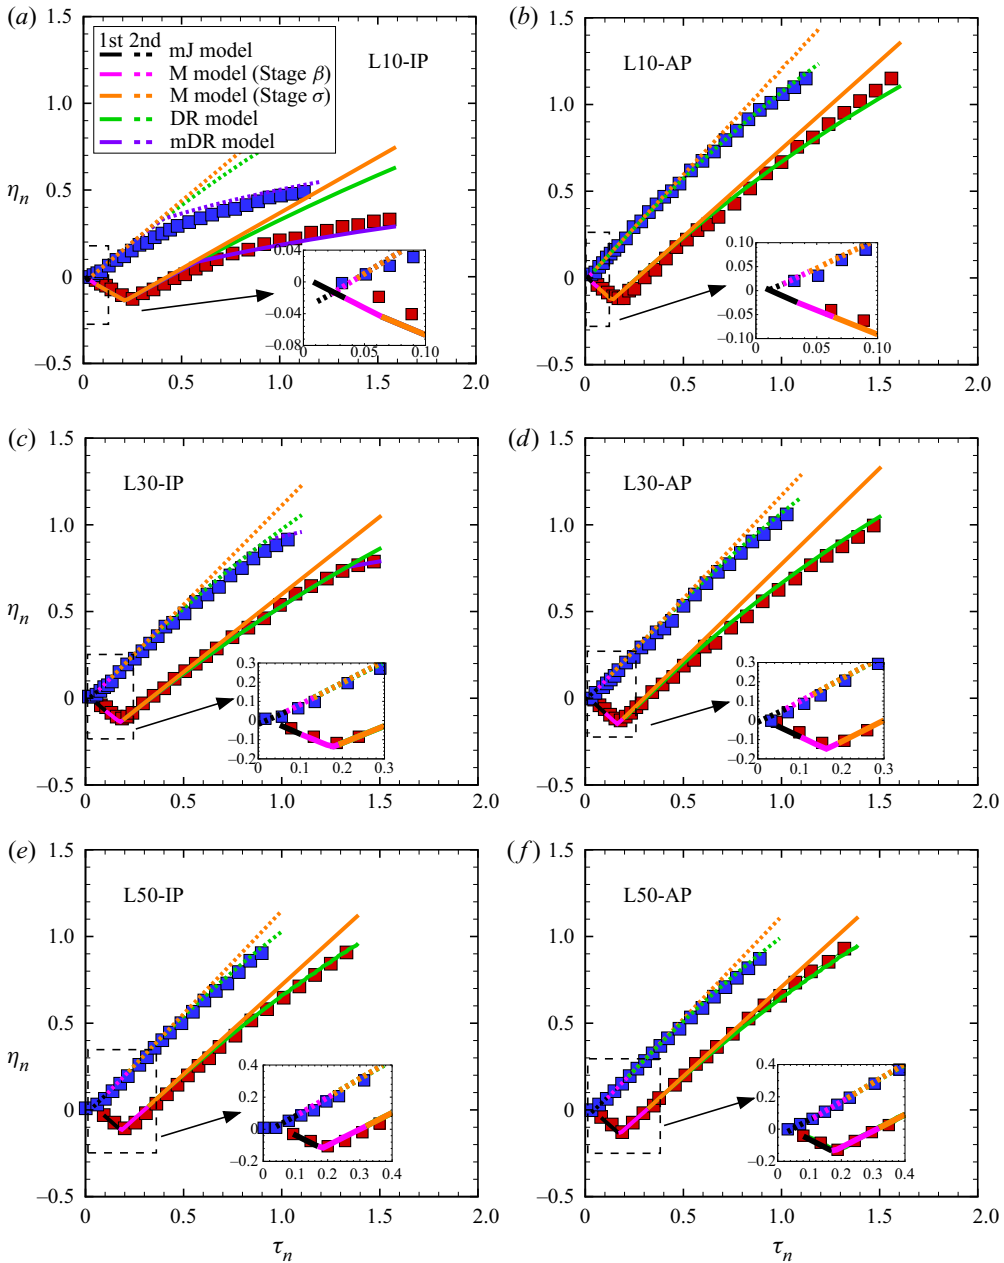 (a)
1.5
1st 2nd
mJ model
M model (Stage β)
M model (Stage σ)
DR model
mDR model
L10-IP
1.0
0.5
ηn
0
−0.5
0 0.5 1.0 1.5 2.0
0.04
0
−0.04
−0.08
0 0.05 0.10
(b)
1.5
L10-AP
1.0
0.5
0
−0.5
0 0.5 1.0 1.5 2.0
0.10
0.05
0
−0.05
−0.10
0 0.05 0.10
(c)
1.5
L30-IP
1.0
ηn
0.5
0
−0.5
0 0.5 1.0 1.5 2.0
0.3
0.2
0.1
0
−0.1
−0.2
0 0.1 0.2 0.3
(d)
1.5
L30-AP
1.0
0.5
0
−0.5
0 0.5 1.0 1.5 2.0
0.3
0.2
0.1
0
−0.1
−0.2
0 0.1 0.2 0.3
(e)
1.5
L50-IP
1.0
0.5
ηn
0
−0.5
0 0.5 1.0 1.5 2.0
τn
0.4
0.2
0
−0.2
0 0.1 0.2 0.3 0.4
(f)
1.5
L50-AP
1.0
0.5
0
−0.5
0 0.5 1.0 1.5 2.0
τn
0.4
0.2
0
−0.2
0 0.1 0.2 0.3 0.4